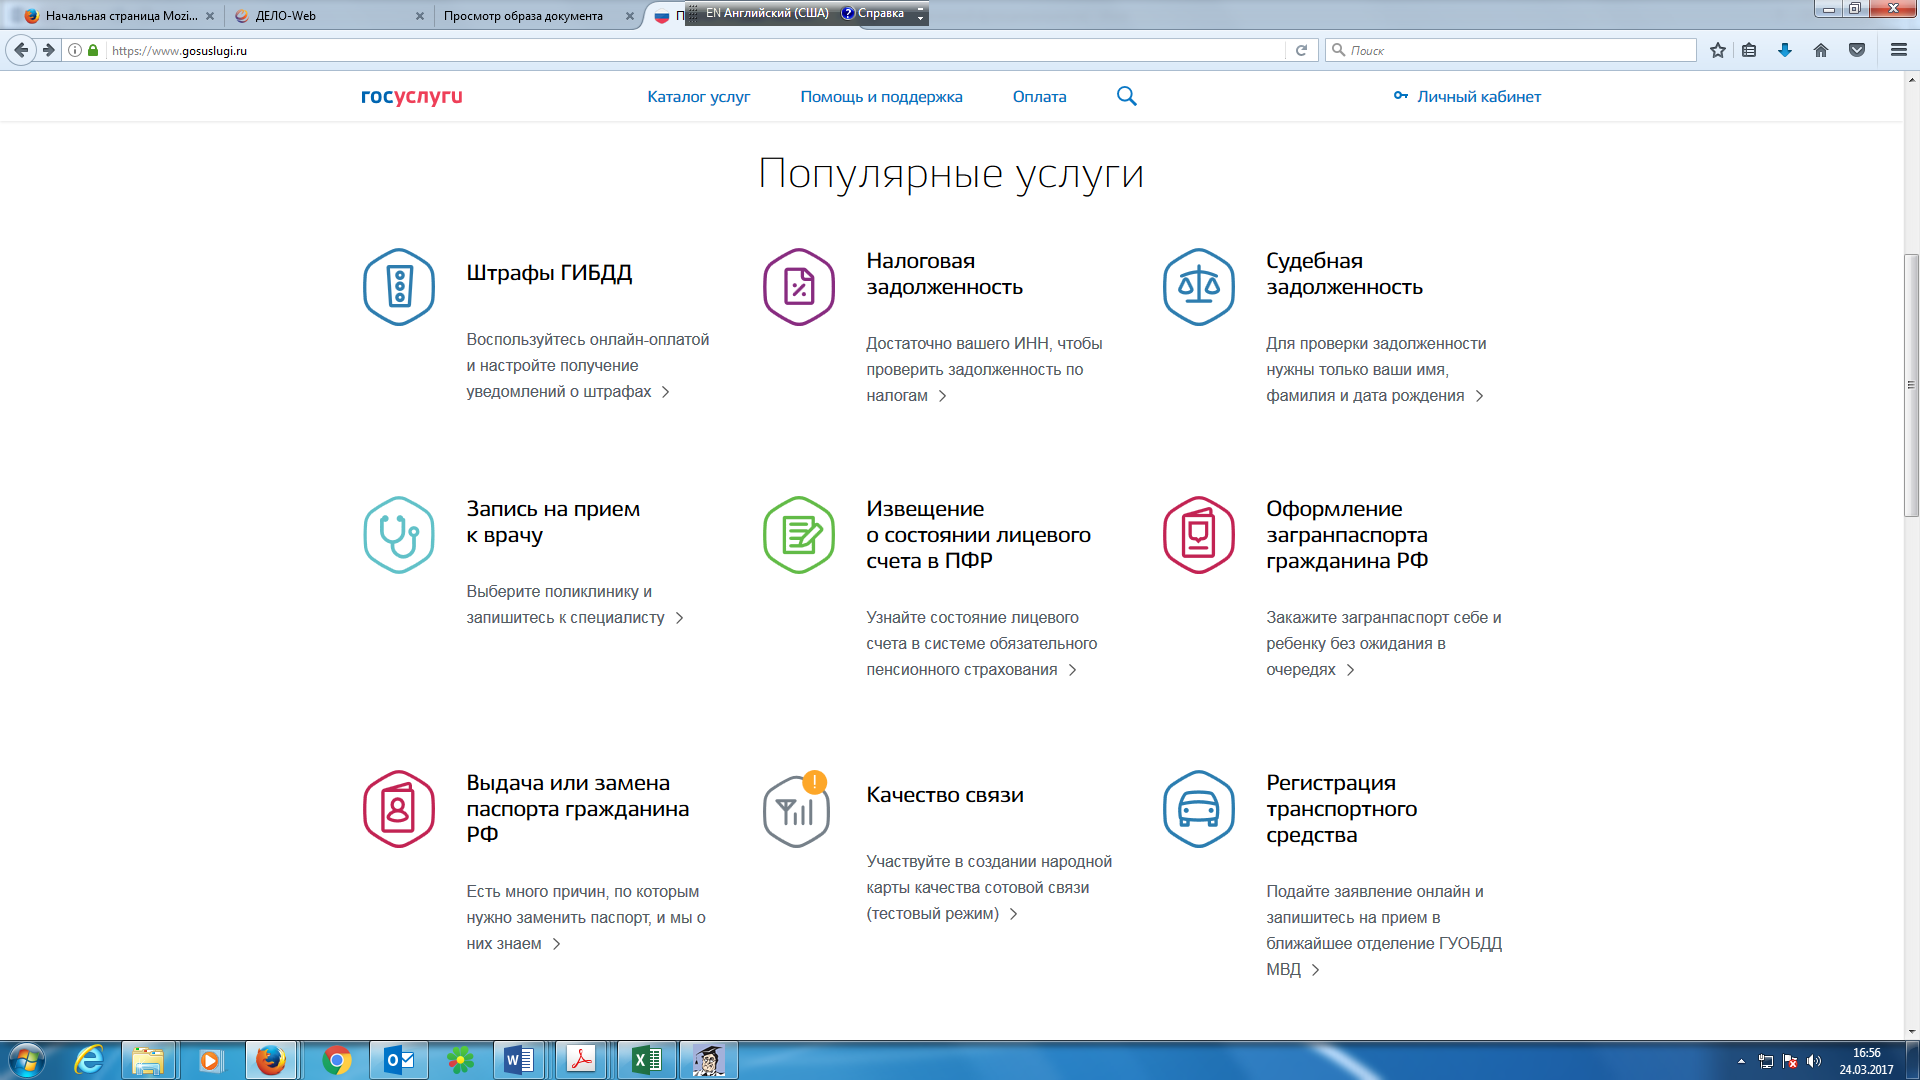 Начальная страница Mozi...
ДЕЛО-Web
Просмотр образа документа
П
EN Английский (США)
Справка
https://www.gosuslugi.ru
Поиск
госуслуги
Каталог услуг
Помощь и поддержка
Оплата
Личный кабинет
Популярные услуги
Штрафы ГИБДД
Воспользуйтесь онлайн-оплатой
и настройте получение
уведомлений о штрафах
Налоговая
задолженность
Достаточно вашего ИНН, чтобы
проверить задолженность по
налогам
Судебная
задолженность
Для проверки задолженности
нужны только ваши имя,
фамилия и дата рождения
Запись на прием
к врачу
Выберите поликлинику и
запишитесь к специалисту
Извещение
о состоянии лицевого
счета в ПФР
Узнайте состояние лицевого
счета в системе обязательного
пенсионного страхования
Оформление
загранпаспорта
гражданина РФ
Закажите загранпаспорт себе и
ребенку без ожидания в
очередях
Выдача или замена
паспорта гражданина
РФ
Есть много причин, по которым
нужно заменить паспорт, и мы о
них знаем
Качество связи
Участвуйте в создании народной
карты качества сотовой связи
(тестовый режим)
Регистрация
транспортного
средства
Подайте заявление онлайн и
запишитесь на прием в
ближайшее отделение ГУОБДД
МВД
16:56
24.03.2017